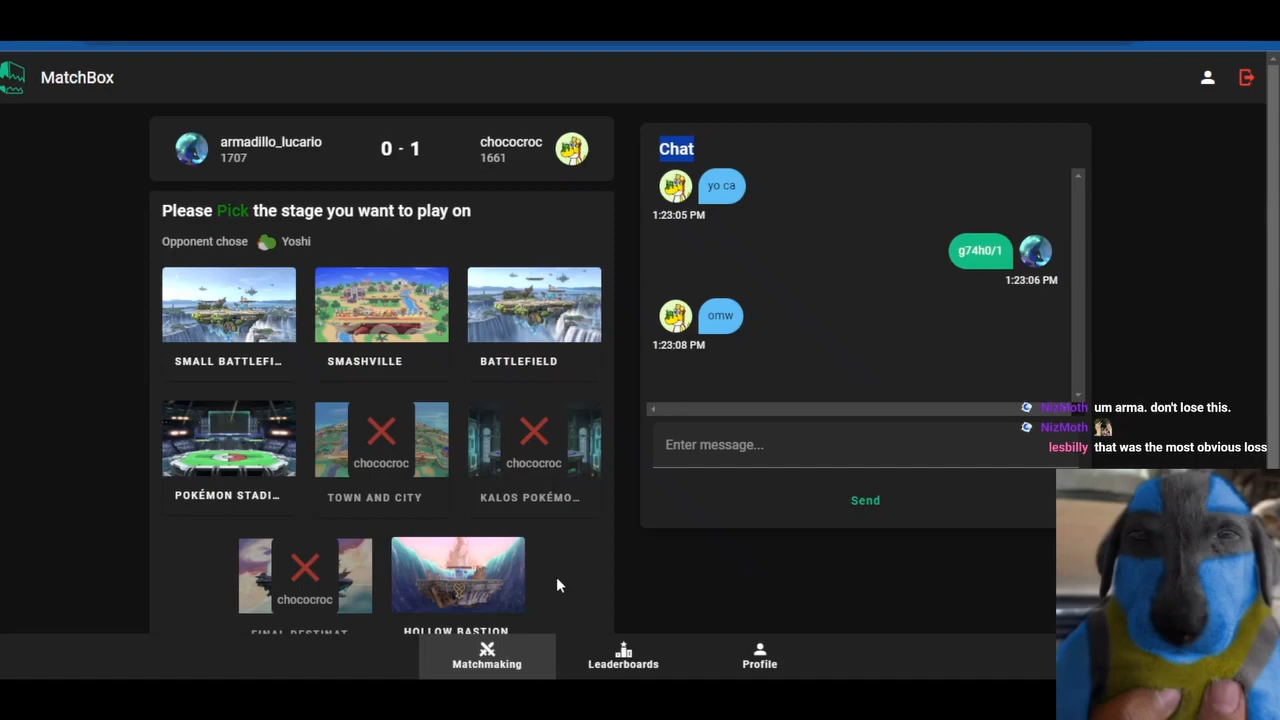 MatchBox
armadillo_lucario
1707
0 - 1
chococroc
1661
Please Pick the stage you want to play on
Opponent chose Yoshi
SMALL BATTLEFI...
SMASHVILLE
BATTLEFIELD
POKÉMON STADI...
chococroc
TOWN AND CITY
chococroc
KALOS POKÉMO...
chococroc
FINAL DESTINAT...
HOLLOW BASTION
Chat
yo ca
1:23:05 PM
g74h0/1
1:23:06 PM
omw
1:23:08 PM
Enter message...
Send
NizMoth um arma. don't lose this.
NizMoth
lesbilly that was the most obvious loss
Matchmaking
Leaderboards
Profile